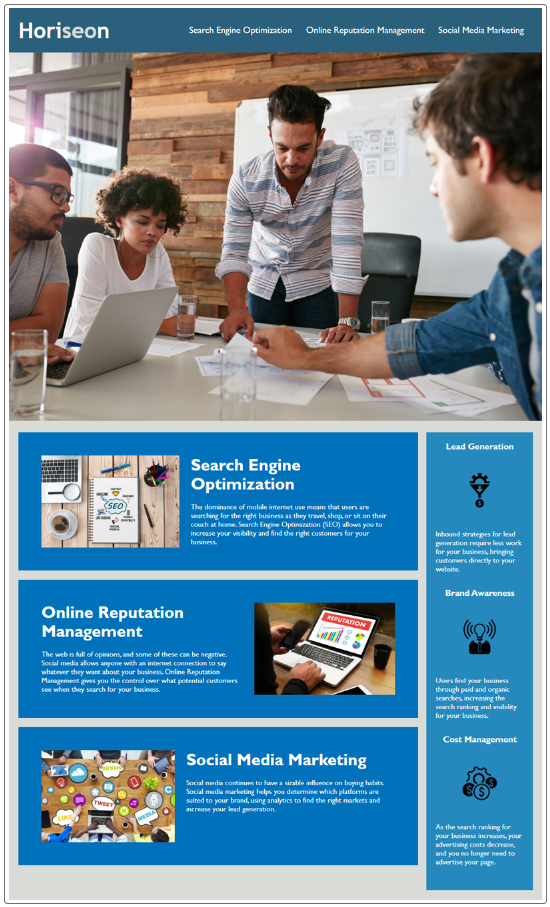 Horiseon
Search Engine Optimization Online Reputation Management Social Media Marketing
Search Engine
Optimization
The dominance of mobile internet use means that users are
searching for the right business as they travel, shop, or sit on their
couch at home. Search Engine Optimization (SEO) allows you to
increase your visibility and find the right customers for your
business.
SEO
Online Reputation
Management
The web is full of opinions, and some of these can be negative.
Social media allows anyone with an internet connection to say
whatever they want about your business. Online Reputation
Management gives you the control over what potential customers
see when they search for your business.
REPUTATION
Social Media Marketing
Social media continues to have a sizable influence on buying habits.
Social media marketing helps you determine which platforms are
suited to your brand, using analytics to find the right markets and
increase your lead generation.
TWEET
LIKE
MEDIA
Lead Generation
Inbound strategies for lead
generation require less work
for your business, bringing
customers directly to your
website.
Brand Awareness
Users find your business
through paid and organic
searches, increasing the
search ranking and visibility
for your business.
Cost Management
As the search ranking for
your business increases, your
advertising costs decrease,
and you no longer need to
advertise your page.